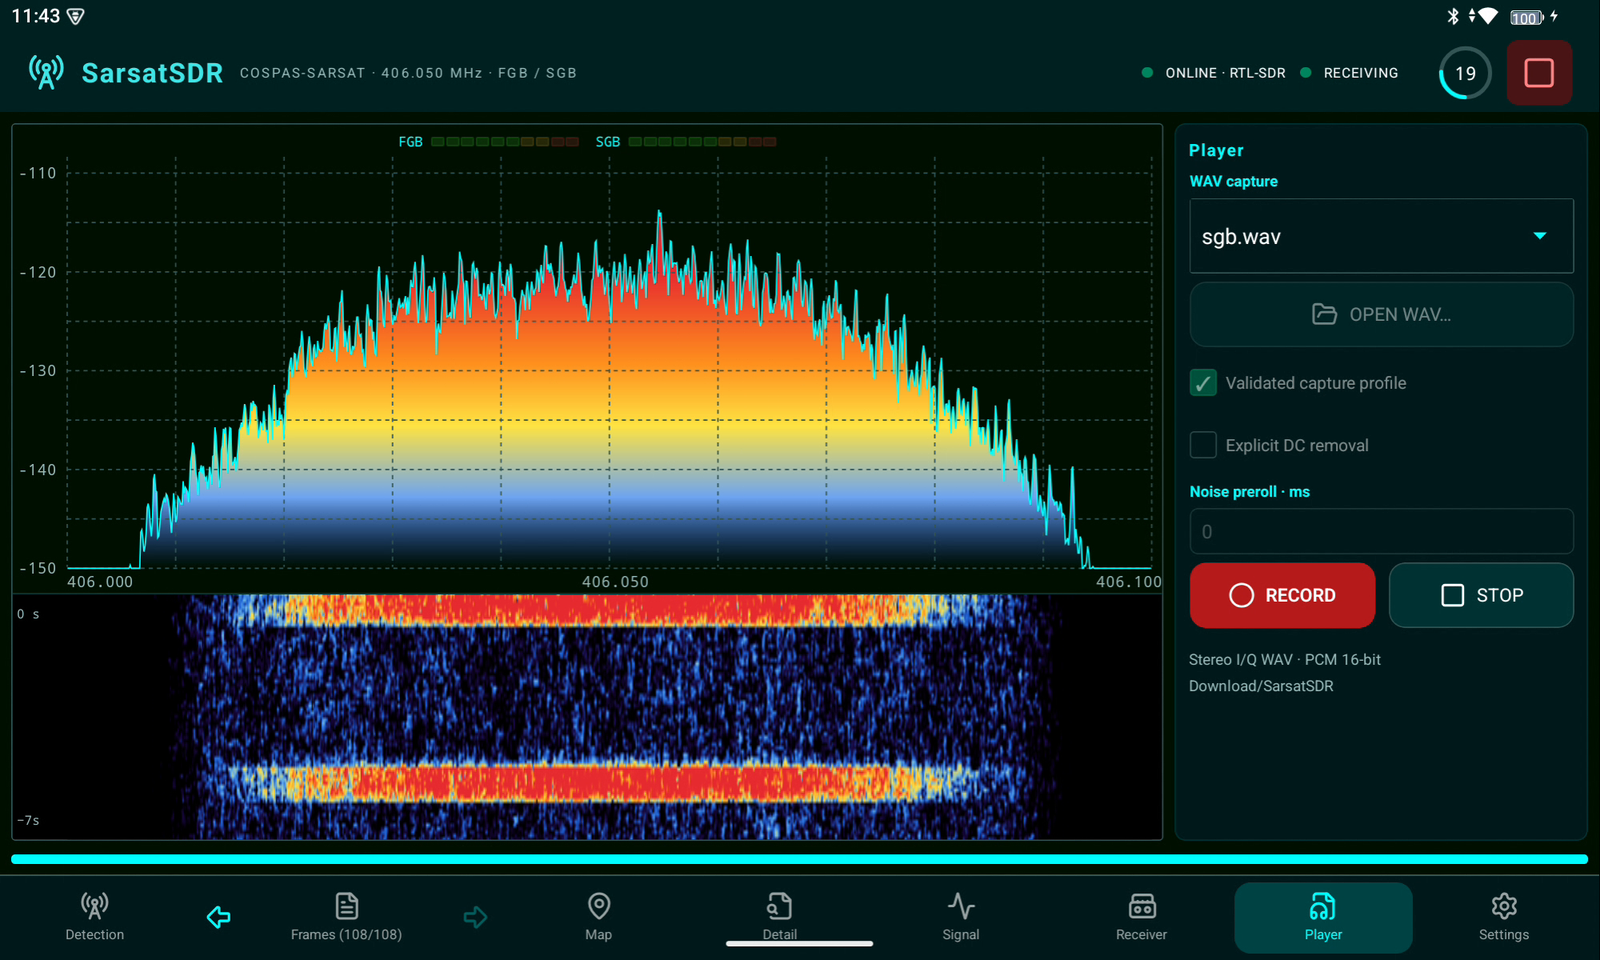 11:43
100
SarsatSDR COSPAS-SARSAT · 406.050 MHz · FGB / SGB
ONLINE · RTL-SDR RECEIVING
19
FGB SGB
-110
-120
-130
-140
-150
406.000 406.050 406.100
0 s
-7s
Player
WAV capture
sgb.wav
OPEN WAV...
Validated capture profile
Explicit DC removal
Noise preroll · ms
0
RECORD STOP
Stereo I/Q WAV · PCM 16-bit
Download/SarsatSDR
Detection
Frames (108/108)
Map
Detail
Signal
Receiver
Player
Settings